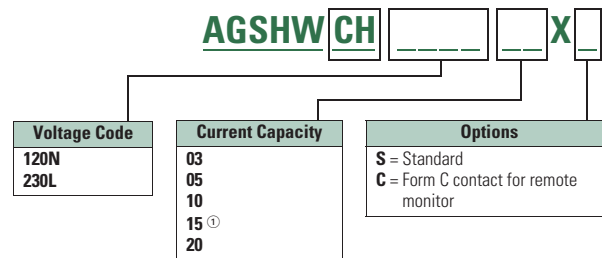 AGSHW CH _ _ _ _ _ _ X _
Voltage Code
120N
230L
Current Capacity
03
05
10
15 ①
20
Options
S = Standard
C = Form C contact for remote
monitor